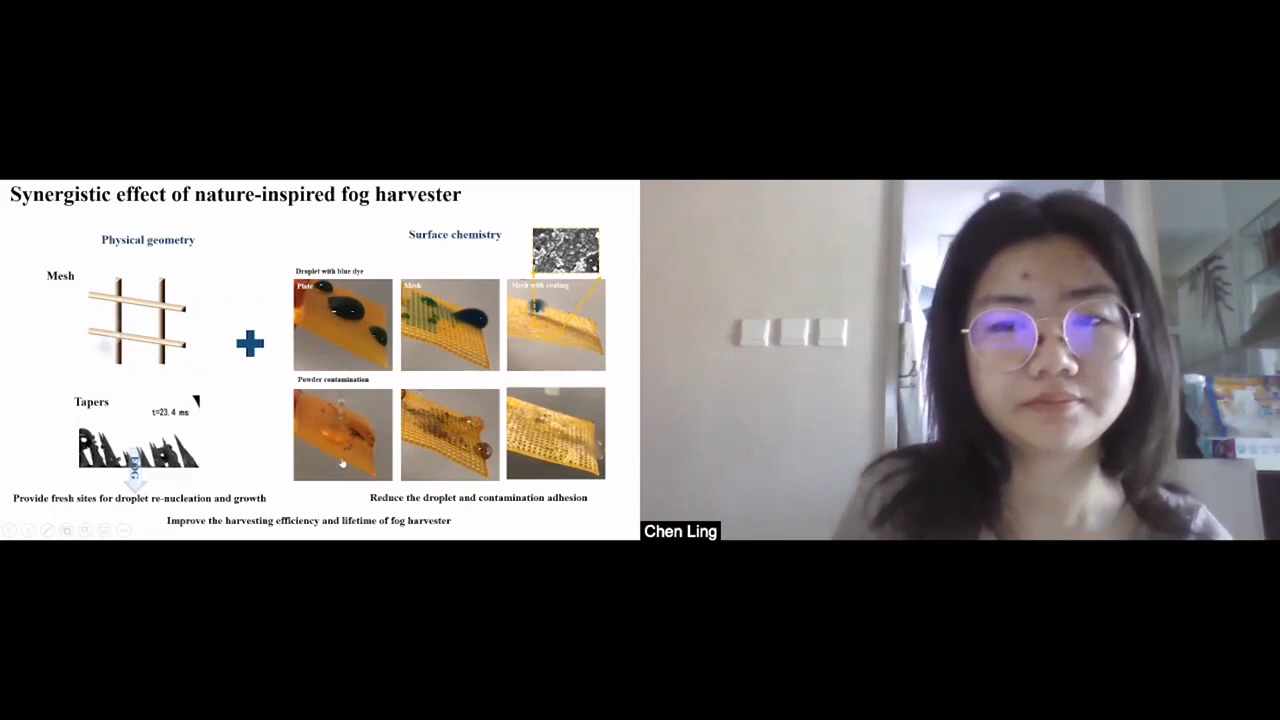 Synergistic effect of nature-inspired fog harvester
Physical geometry
Surface chemistry
Mesh
Droplet with blue dye
Plate
Mesh
Mesh with coating
Powder contamination
Tapers
t=23.4 ms
FOG
Provide fresh sites for droplet re-nucleation and growth
Reduce the droplet and contamination adhesion
Improve the harvesting efficiency and lifetime of fog harvester
Chen Ling